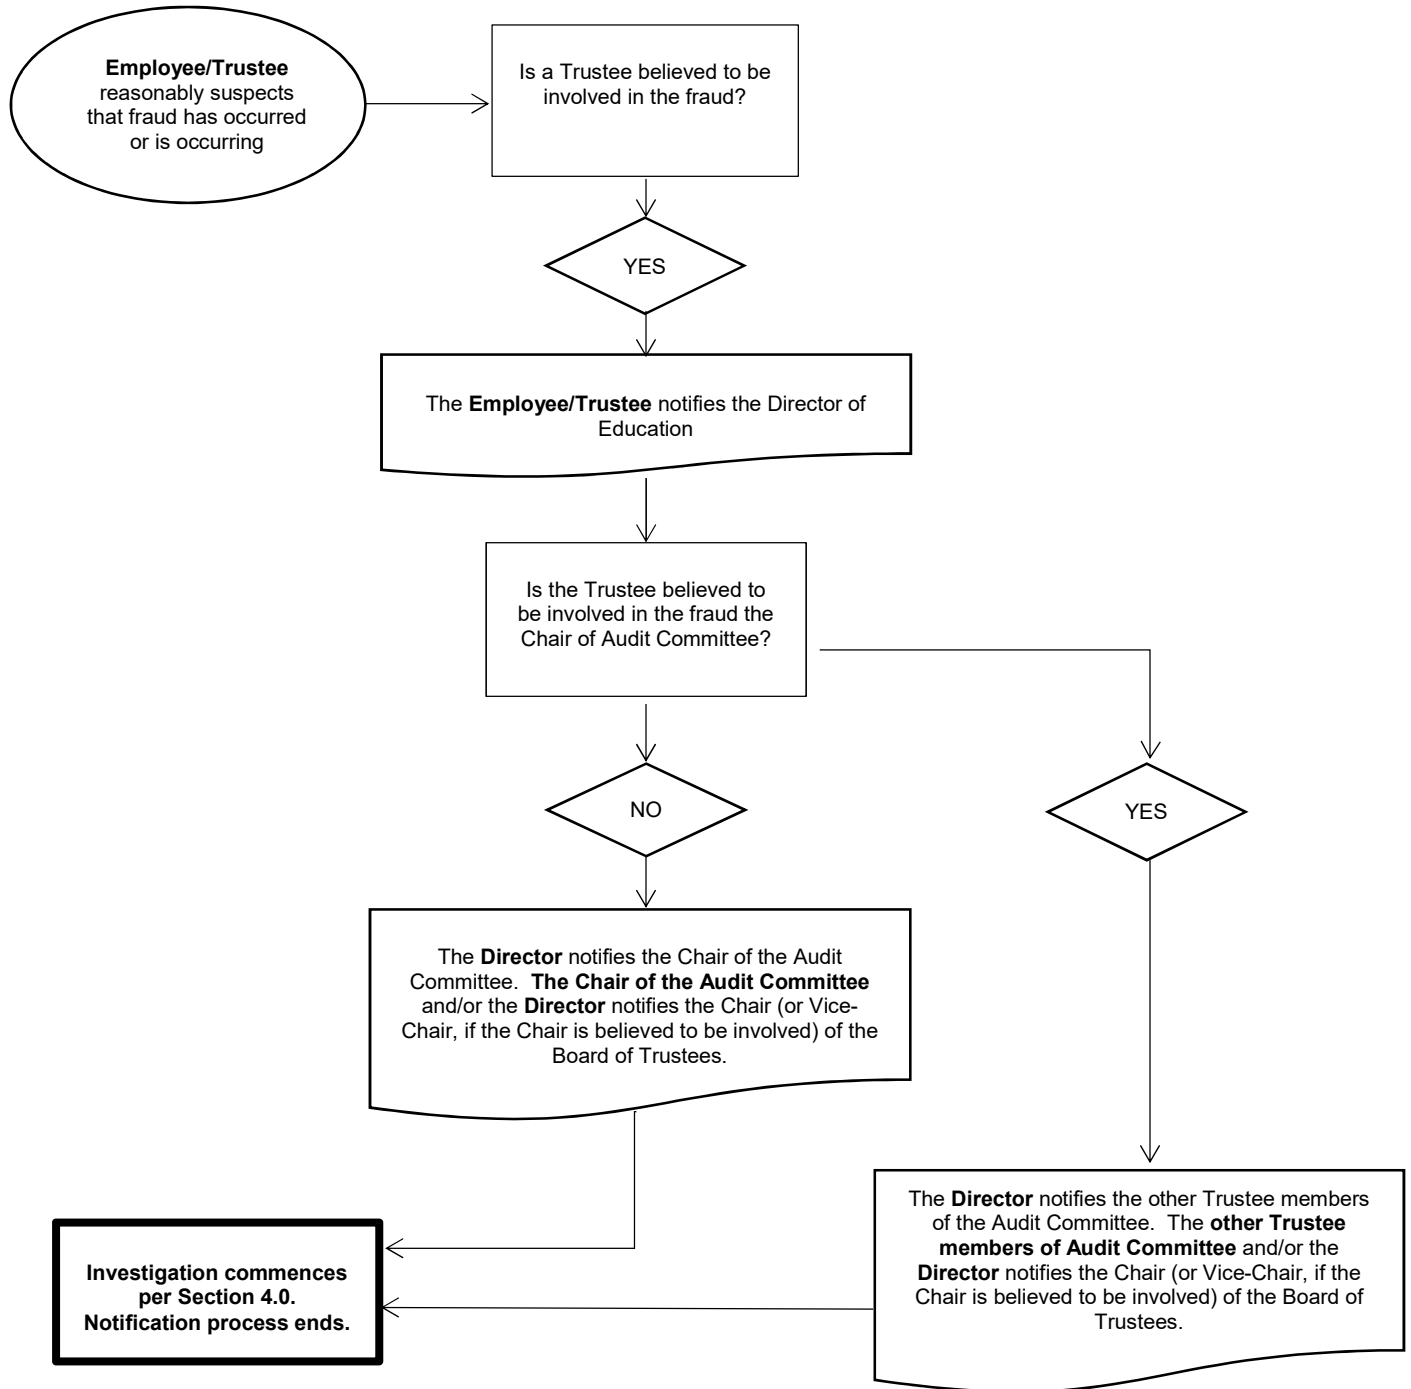 Employee/Trustee
reasonably suspects
that fraud has occurred
or is occurring
Is a Trustee believed to be
involved in the fraud?
YES
The Employee/Trustee notifies the Director of
Education
Is the Trustee believed to
be involved in the fraud the
Chair of Audit Committee?
NO
YES
The Director notifies the Chair of the Audit
Committee.  The Chair of the Audit Committee
and/or the Director notifies the Chair (or Vice-
Chair, if the Chair is believed to be involved) of the
Board of Trustees.
The Director notifies the other Trustee members
of the Audit Committee.  The other Trustee
members of Audit Committee and/or the
Director notifies the Chair (or Vice-Chair, if the
Chair is believed to be involved) of the Board of
Trustees.
Investigation commences
per Section 4.0.
Notification process ends.